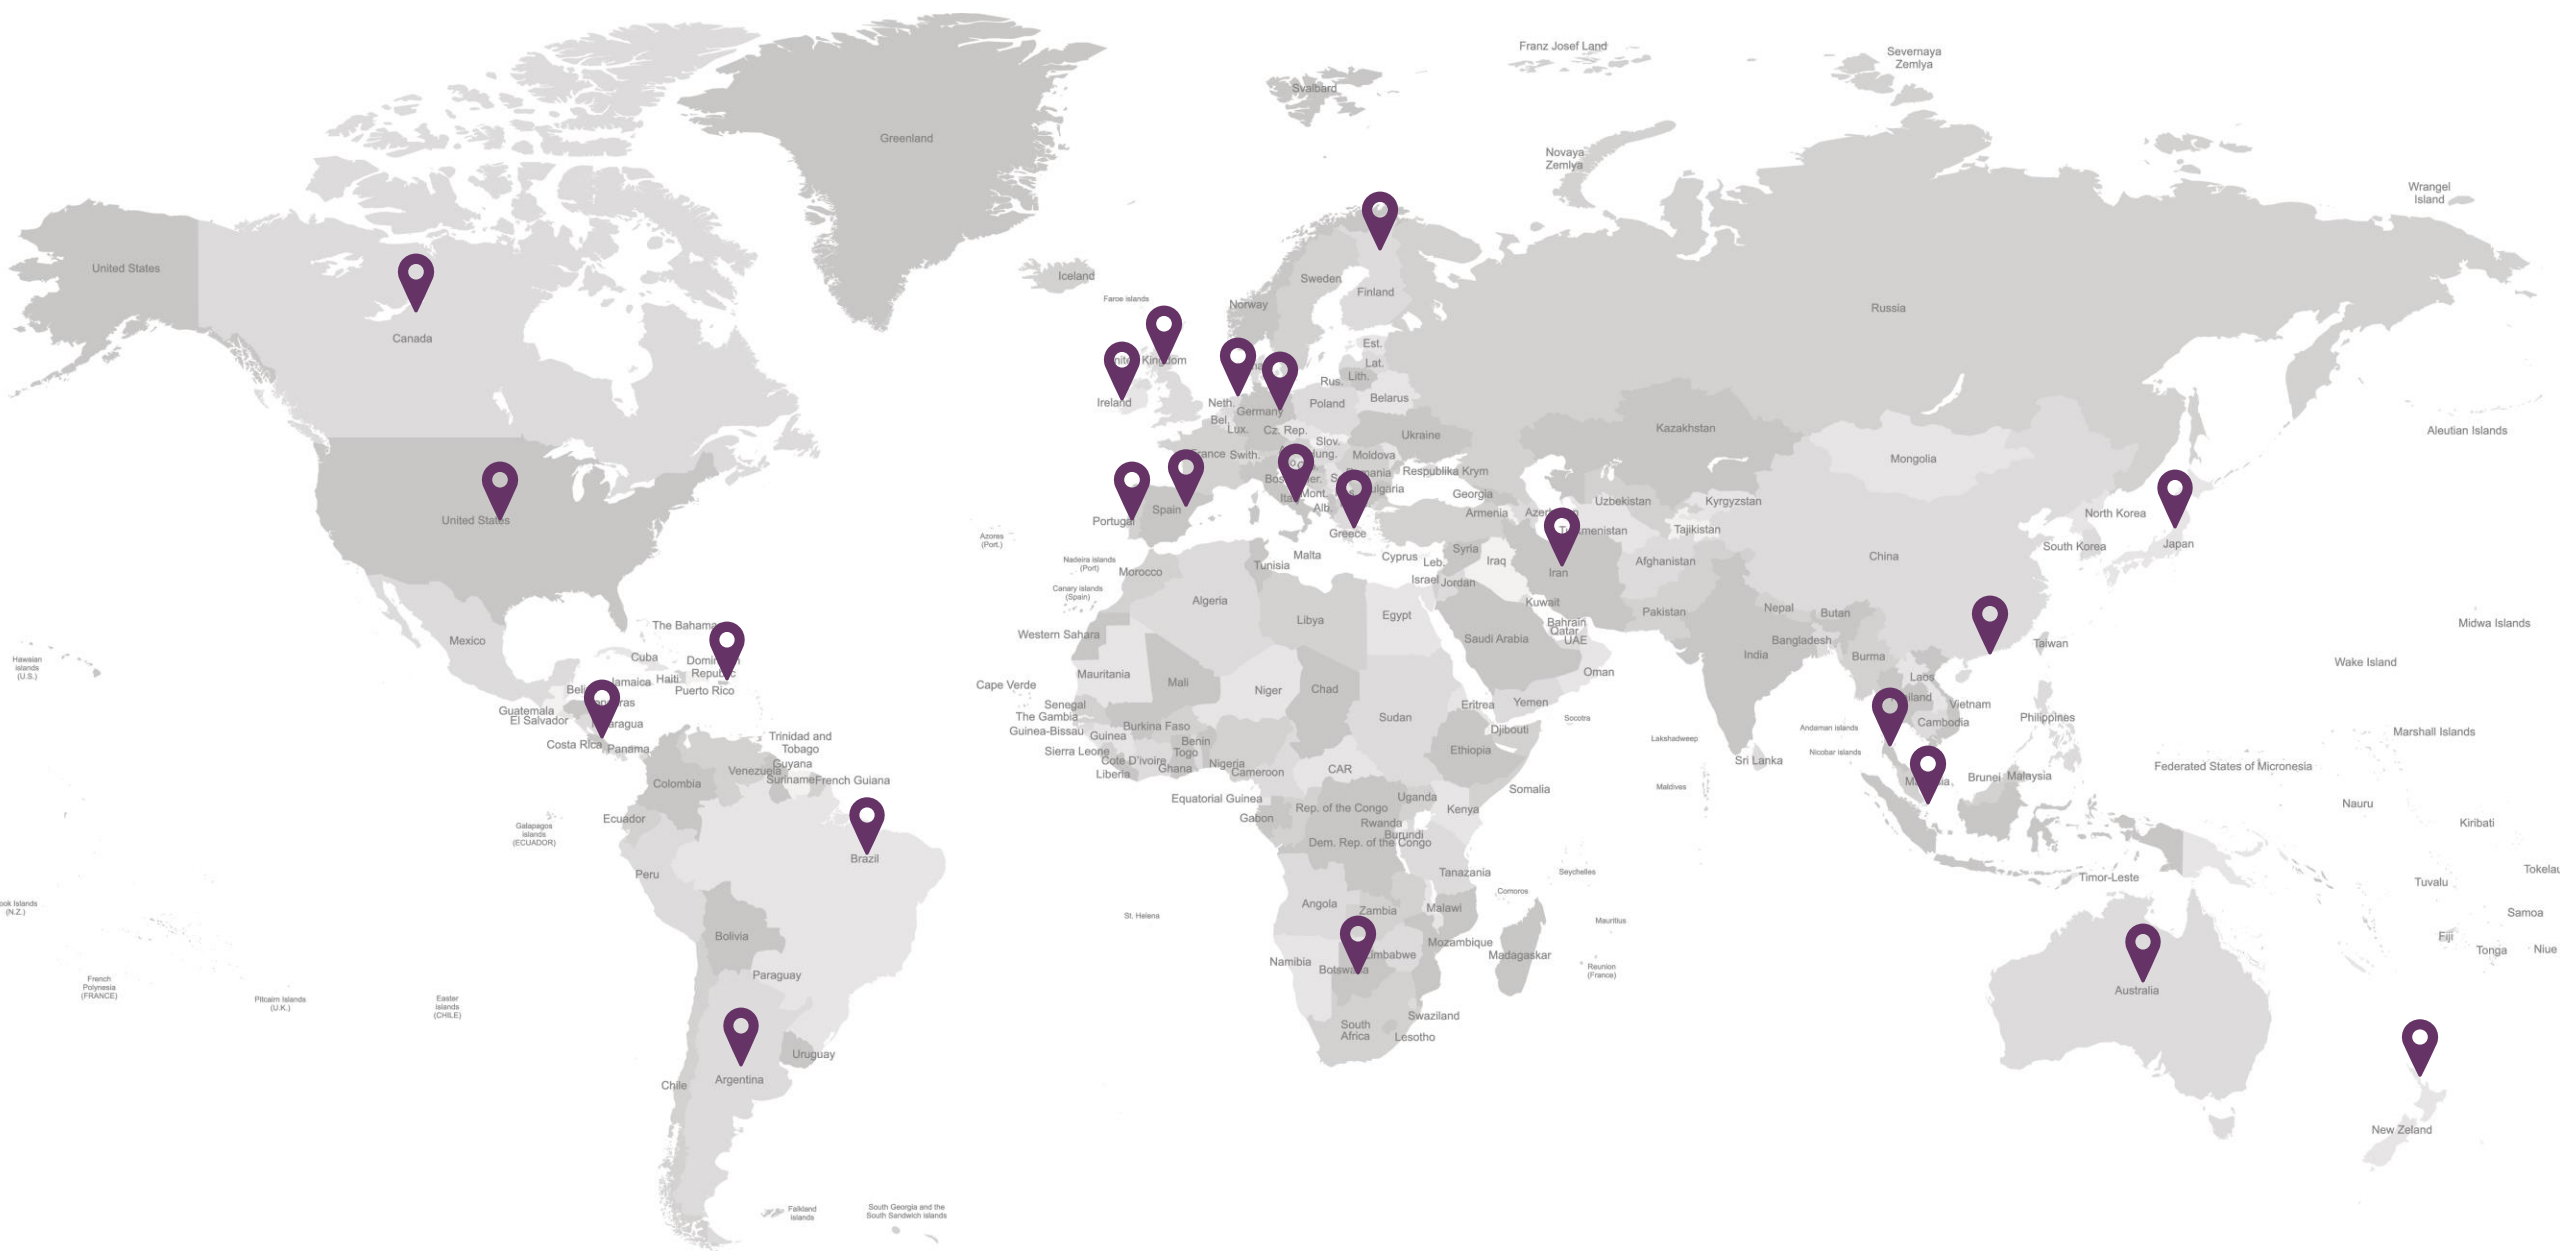 Franz Josef Land
Severnaya
Zemlya
Svalbard
Greenland
Novaya
Zemlya
Wrangel
Island
United States
Iceland
Sweden
Finland
Faroe islands
Norway
Russia
Canada
Kingdom
Est.
Lat.
Rus.
Lith.
Ireland
Neth.
Germany
Poland
Belarus
Bel.
Lux.
Cz. Rep.
Kazakhstan
Aleutian Islands
Ukraine
Slov.
France
Swith.
Hung.
Moldova
Mongolia
Respublika Krym
Mont.
Georgia
Uzbekistan
Kyrgyzstan
Spain
Alb.
Armenia
North Korea
United States
Portugal
Greece
Tajikistan
Azores
(Port.)
South Korea
Japan
Malta
Cyprus
Syria
Leb.
Iraq
Afghanistan
China
Nadeira islands
(Port)
Morocco
Tunisia
Iran
Israel
Jordan
Canary islands
(Spain)
Algeria
Kuwait
Libya
Egypt
Pakistan
Nepal
Butan
The Bahamas
Bahrain
Qatar
UAE
Midwa Islands
Mexico
Western Sahara
Saudi Arabia
Bangladesh
Taiwan
Hawaian
islands
(U.S.)
Cuba
India
Burma
Wake Island
Dominican
Republic
Mauritania
Oman
Laos
Jamaica
Haiti
Puerto Rico
Cape Verde
Mali
Niger
Chad
Guatemala
El Salvador
Senegal
The Gambia
Guinea-Bissau
Sudan
Eritrea
Yemen
Socotra
Vietnam
Cambodia
Philippines
Burkina Faso
Djibouti
Andaman islands
Marshall Islands
Costa Rica
Panama
Trinidad and
Tobago
Guinea
Benin
Togo
Sierra Leone
Cote D'ivoire
Ghana
Nigeria
Liberia
Cameroon
CAR
Ethiopia
Lakshadweep
Nicobar islands
Sri Lanka
Federated States of Micronesia
Colombia
Venezuela
Guyana
Suriname
French Guiana
Brunei
Malaysia
Maldives
Somalia
Equatorial Guinea
Rep. of the Congo
Uganda
Kenya
Nauru
Ecuador
Gabon
Rwanda
Burundi
Kiribati
Galapagos
islands
(ECUADOR)
Dem. Rep. of the Congo
Brazil
Peru
Tanazania
Seychelles
Timor-Leste
Tuvalu
Tokelau
Comoros
ook Islands
(N.Z.)
St. Helena
Angola
Zambia
Malawi
Mauritius
Samoa
Bolivia
Mozambique
Fiji
Tonga
Niue
Namibia
Botswana
Zimbabwe
Madagaskar
Reunion
(France)
French
Polynesia
(FRANCE)
Paraguay
Pitcairn Islands
(U.K.)
Easter
islands
(CHILE)
Australia
South
Africa
Swaziland
Lesotho
Uruguay
Chile
Argentina
New Zeland
Falkland
islands
South Georgia and the
South Sandwich islands